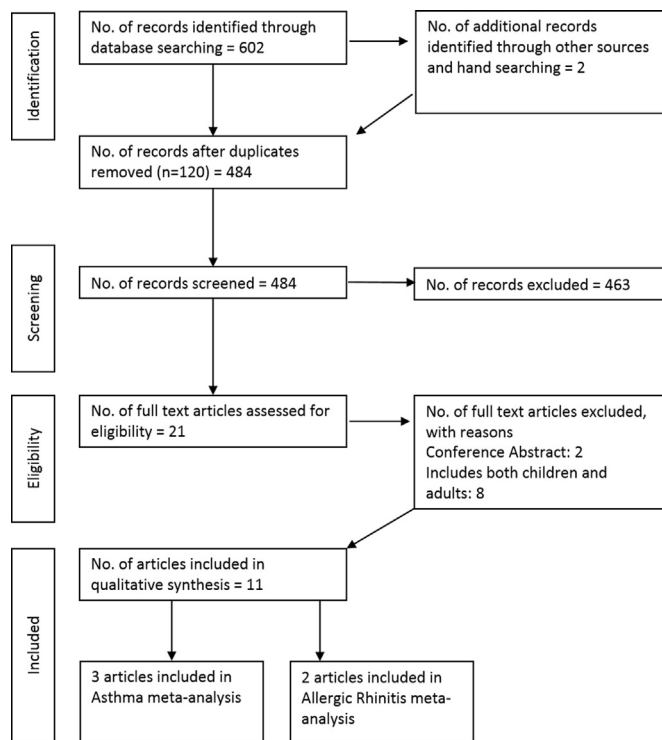 Identification
No. of records identified through
database searching = 602
No. of additional records
identified through other sources
and hand searching = 2
No. of records after duplicates
removed (n=120) = 484
Screening
No. of records screened = 484
No. of records excluded = 463
Eligibility
No. of full text articles assessed for
eligibility = 21
No. of full text articles excluded,
with reasons
Conference Abstract: 2
Includes both children and
adults: 8
Included
No. of articles included in
qualitative synthesis = 11
3 articles included in
Asthma meta-analysis
2 articles included in
Allergic Rhinitis meta-
analysis